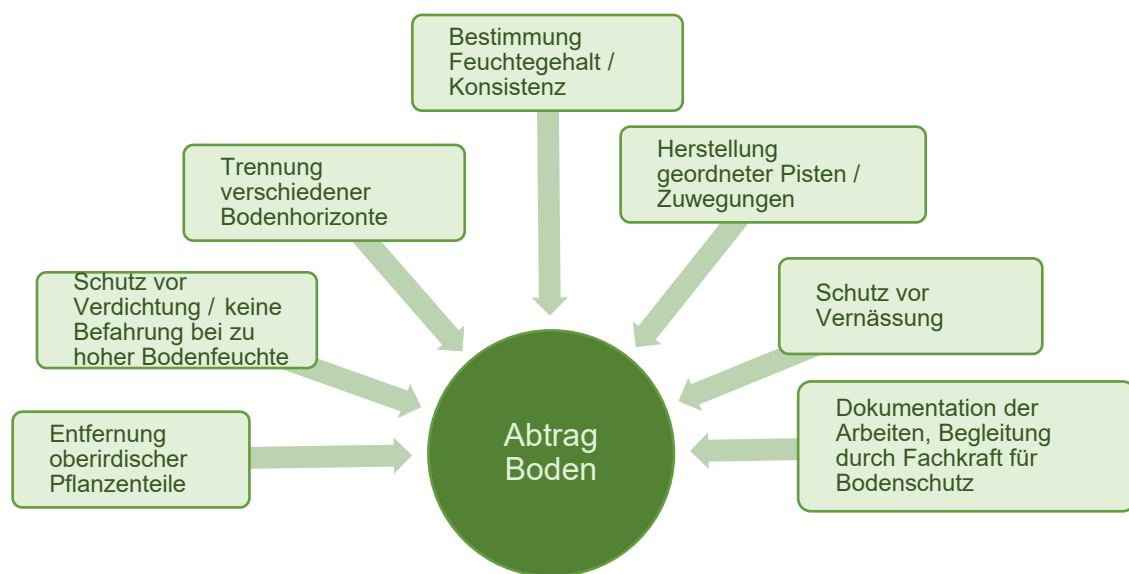 Bestimmung
Feuchtegehalt /
Konsistenz
Herstellung
geordneter Pisten /
Zuwegungen
Trennung
verschiedener
Bodenhorizonte
Schutz vor
Verdichtung / keine
Befahrung bei zu
hoher Bodenfeuchte
Schutz vor
Vernässung
Entfernung
oberirdischer
Pflanzenteile
Abtrag
Boden
Dokumentation der
Arbeiten, Begleitung
durch Fachkraft für
Bodenschutz